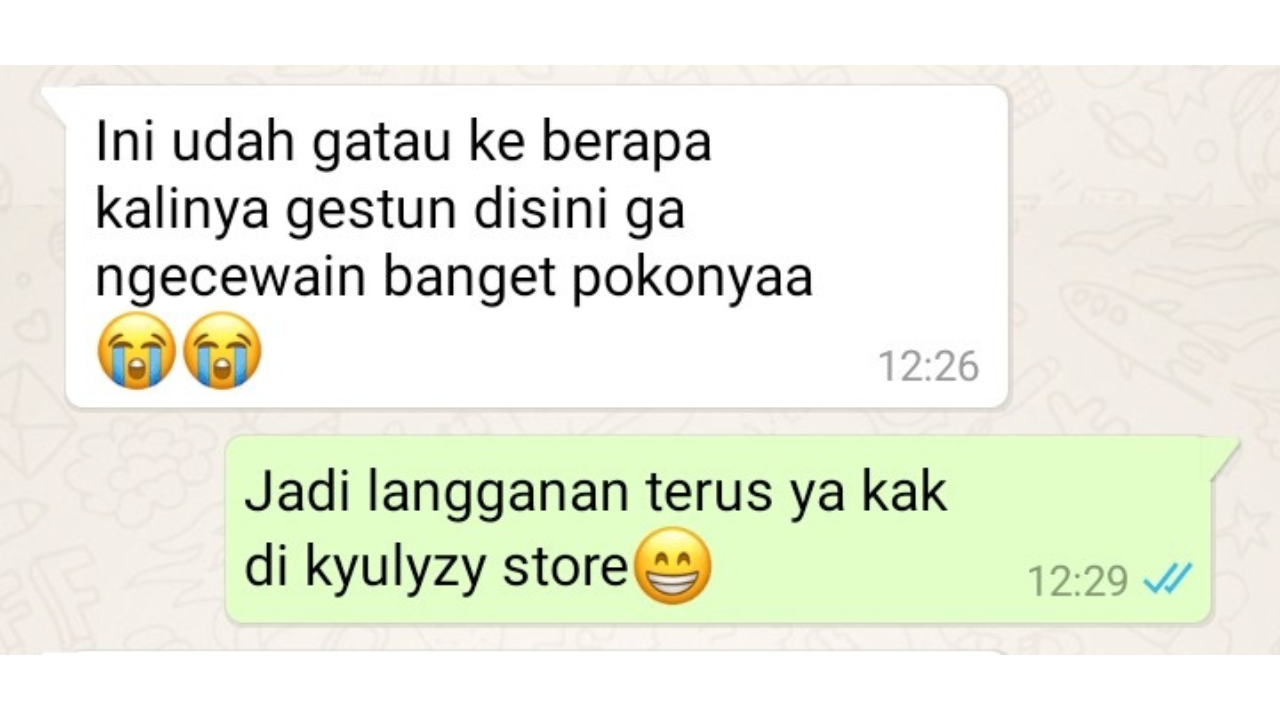 Ini udah gatau ke berapa
kalinya gestun disini ga
ngecewain banget pokonyaa
😭😭
12:26
Jadi langganan terus ya kak
di kyulyzy store😁
12:29